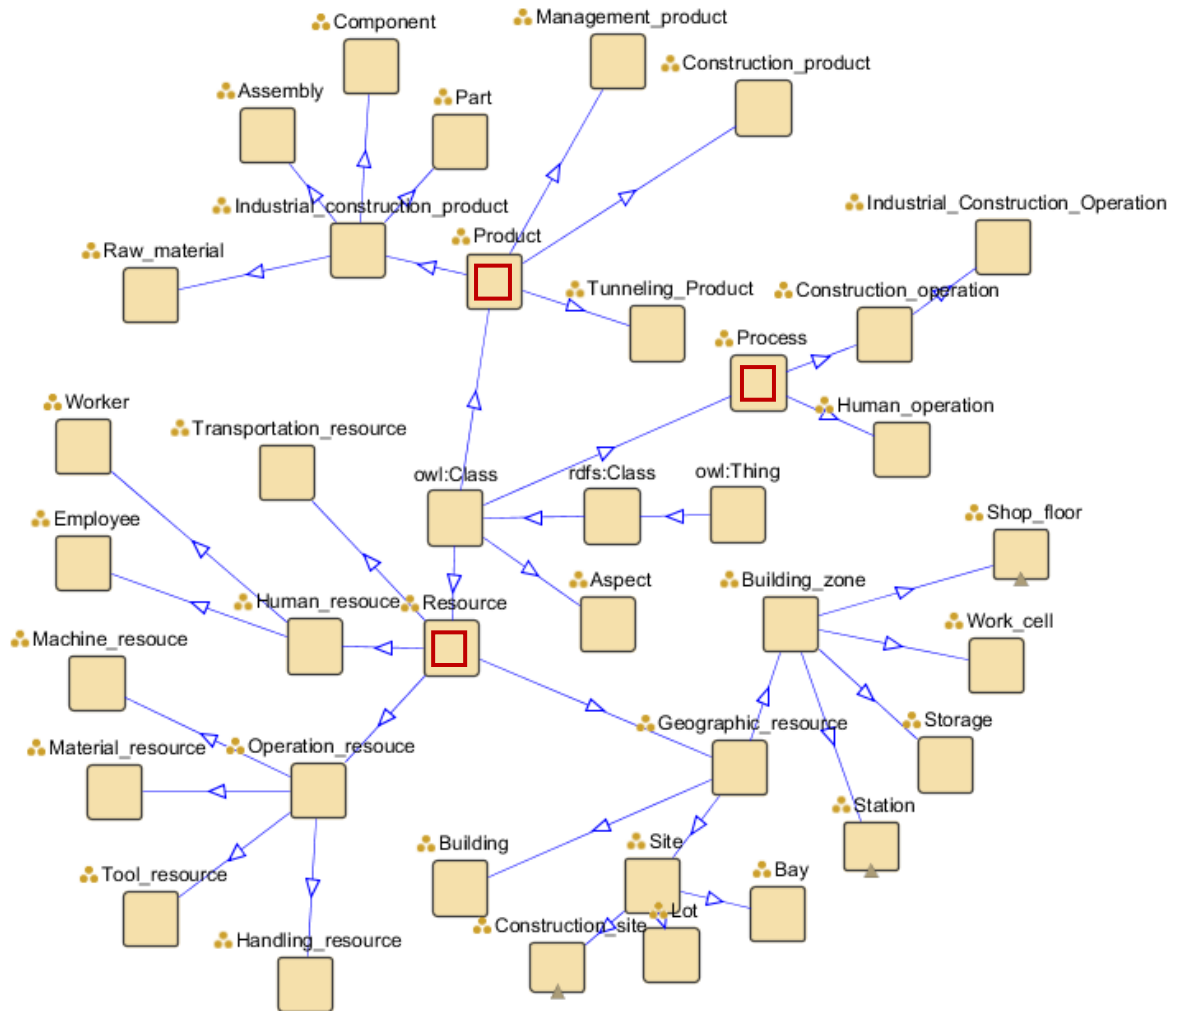 Component
Management_product
Construction_product
Assembly
Part
Industrial_construction_product
Industrial_Construction_Operation
Product
Raw_material
Tunneling_Product
Construction_operation
Process
Worker
Transportation_resource
Human_operation
owl:Class
rdfs:Class
owl:Thing
Employee
Shop_floor
Aspect
Building_zone
Human_resouce
Resource
Machine_resouce
Work_cell
Geographic_resource
Storage
Material_resource
Operation_resouce
Station
Building
Site
Tool_resource
Bay
Lot
Construction_site
Handling_resource